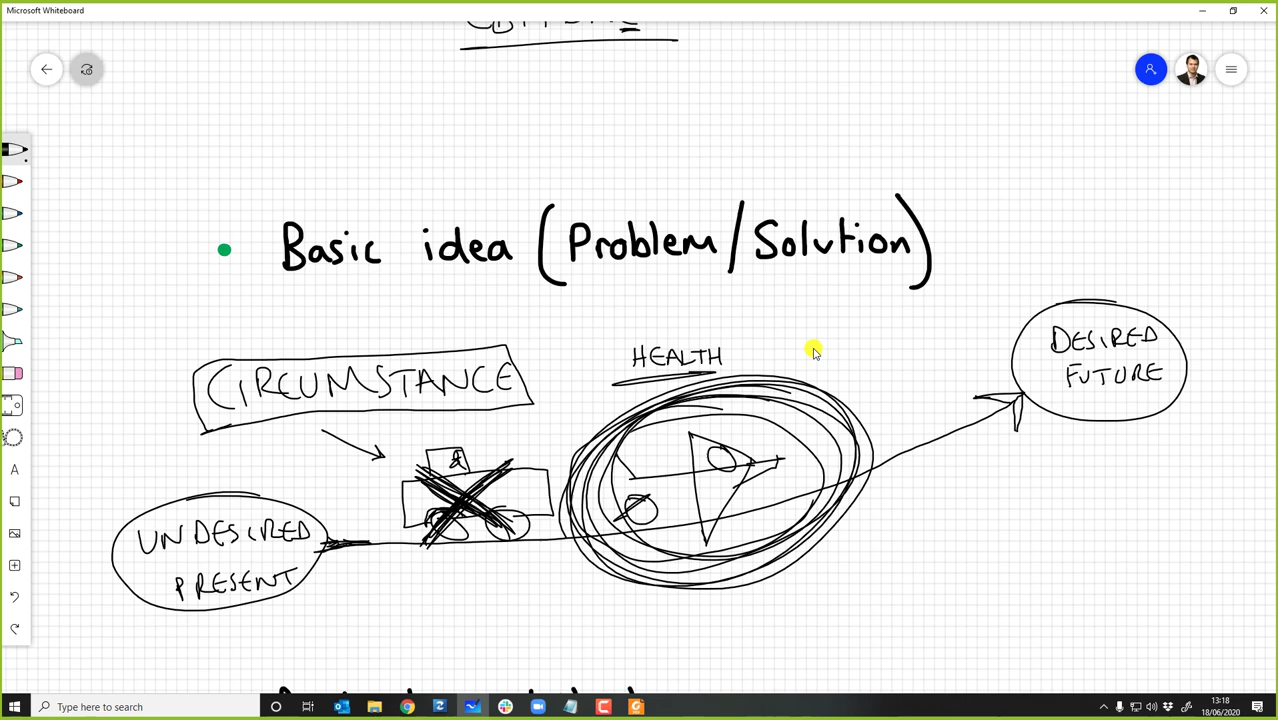 Microsoft Whiteboard
• Basic idea (Problem/Solution)
DESIRED
FUTURE
HEALTH
CIRCUMSTANCE
UNDESIRED
PRESENT
A
Type here to search
13:18
18/06/2020